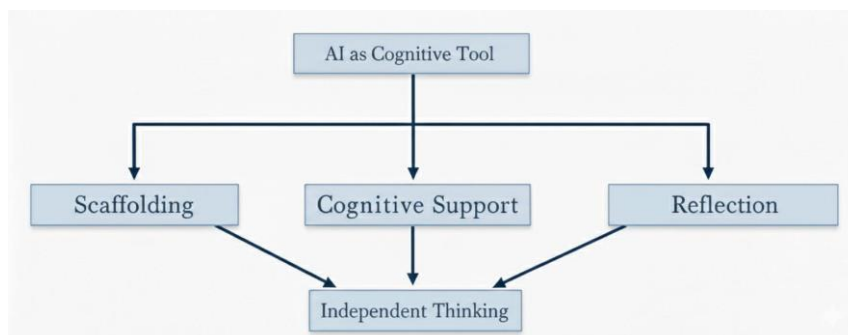 AI as Cognitive Tool
Scaffolding
Cognitive Support
Reflection
Independent Thinking